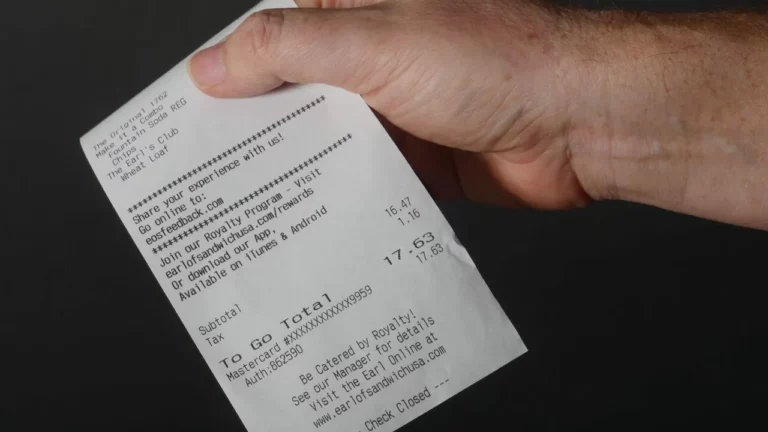 The Original 1762
Make it a Combo
Fountain Soda REG
Chips
The Earl's Club
Wheat Loaf
****************************************
Share your experience with us!
Go online to:
eosfeedback.com
****************************************
Join our Royalty Program - Visit
earlofsandwichusa.com/rewards
Or download our App,
Available on iTunes & Android
Subtotal 16.47
Tax 1.16
To Go Total 17.63
Mastercard #XXXXXXXXXXXX9959 17.63
Auth:862590
Be Catered by Royalty!
See our Manager for details
Visit the Earl Online at
www.earlofsandwichusa.com
Check Closed ---